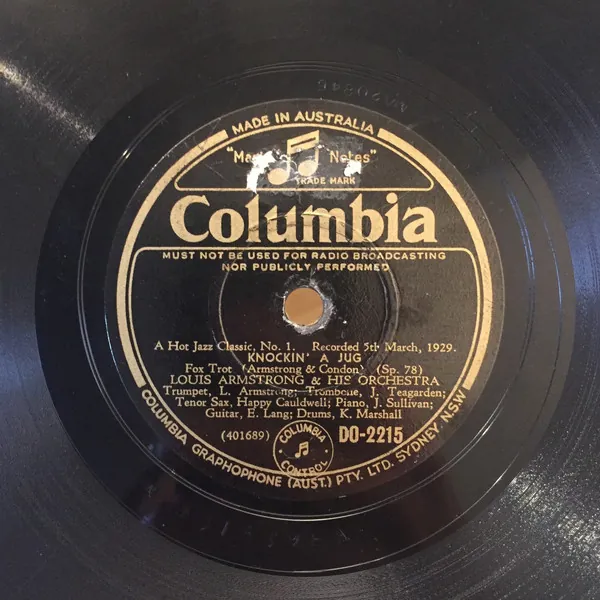 MADE IN AUSTRALIA
Notes"
TRADE MARK
Columbia
MUST NOT BE USED FOR RADIO BROADCASTING
NOR PUBLICLY PERFORMED
A Hot Jazz Classic, No. 1. Recorded 5th March, 1929.
KNOCKIN' A JUG
Fox Trot (Armstrong & Condon) (Sp. 78)
LOUIS ARMSTRONG & HIS ORCHESTRA
Trumpet, L. Armstrong; Trombone, J. Teagarden;
Tenor Sax, Happy Cauldwell; Piano, J. Sullivan;
Guitar, E. Lang; Drums, K. Marshall
(401689)
COLUMBIA
CONTROL
DO-2215
COLUMBIA GRAPHOPHONE (AUST.) PTY. LTD. SYDNEY. N.S.W